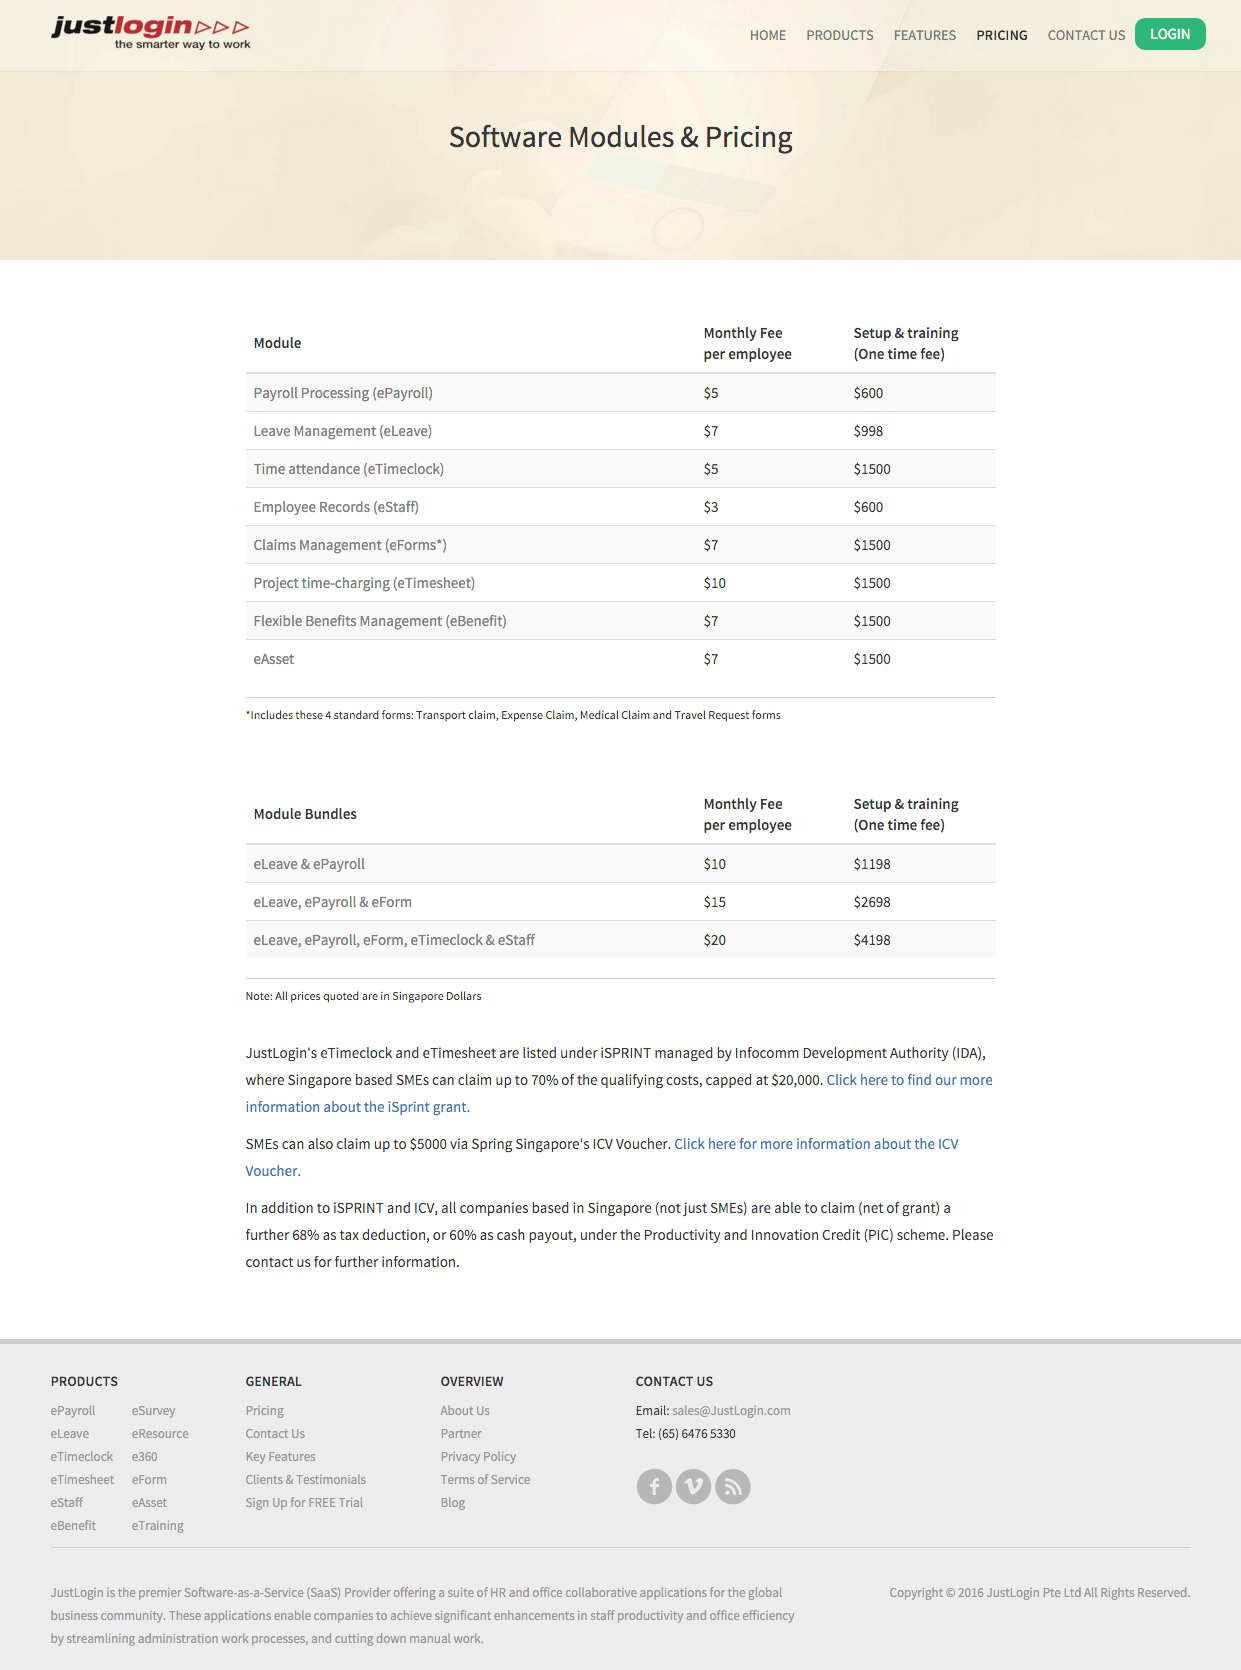 justlogin
the smarter way to work
HOME PRODUCTS FEATURES PRICING CONTACT US LOGIN
Software Modules & Pricing
Module Monthly Fee per employee Setup & training (One time fee)
Payroll Processing (ePayroll) $5 $600
Leave Management (eLeave) $7 $998
Time attendance (eTimeclock) $5 $1500
Employee Records (eStaff) $3 $600
Claims Management (eForms*) $7 $1500
Project time-charging (eTimesheet) $10 $1500
Flexible Benefits Management (eBenefit) $7 $1500
eAsset $7 $1500
*Includes these 4 standard forms: Transport claim, Expense Claim, Medical Claim and Travel Request forms
Module Bundles Monthly Fee per employee Setup & training (One time fee)
eLeave & ePayroll $10 $1198
eLeave, ePayroll & eForm $15 $2698
eLeave, ePayroll, eForm, eTimeclock & eStaff $20 $4198
Note: All prices quoted are in Singapore Dollars
JustLogin's eTimeclock and eTimesheet are listed under iSPRINT managed by Infocomm Development Authority (IDA),
where Singapore based SMEs can claim up to 70% of the qualifying costs, capped at $20,000. Click here to find our more
information about the iSprint grant.
SMEs can also claim up to $5000 via Spring Singapore's ICV Voucher. Click here for more information about the ICV
Voucher.
In addition to iSPRINT and ICV, all companies based in Singapore (not just SMEs) are able to claim (net of grant) a
further 68% as tax deduction, or 60% as cash payout, under the Productivity and Innovation Credit (PIC) scheme. Please
contact us for further information.
PRODUCTS
ePayroll eSurvey
eLeave eResource
eTimeclock e360
eTimesheet eForm
eStaff eAsset
eBenefit eTraining
GENERAL
Pricing
Contact Us
Key Features
Clients & Testimonials
Sign Up for FREE Trial
OVERVIEW
About Us
Partner
Privacy Policy
Terms of Service
Blog
CONTACT US
Email: sales@JustLogin.com
Tel: (65) 6476 5330
JustLogin is the premier Software-as-a-Service (SaaS) Provider offering a suite of HR and office collaborative applications for the global
business community. These applications enable companies to achieve significant enhancements in staff productivity and office efficiency
by streamlining administration work processes, and cutting down manual work.
Copyright © 2016 JustLogin Pte Ltd All Rights Reserved.